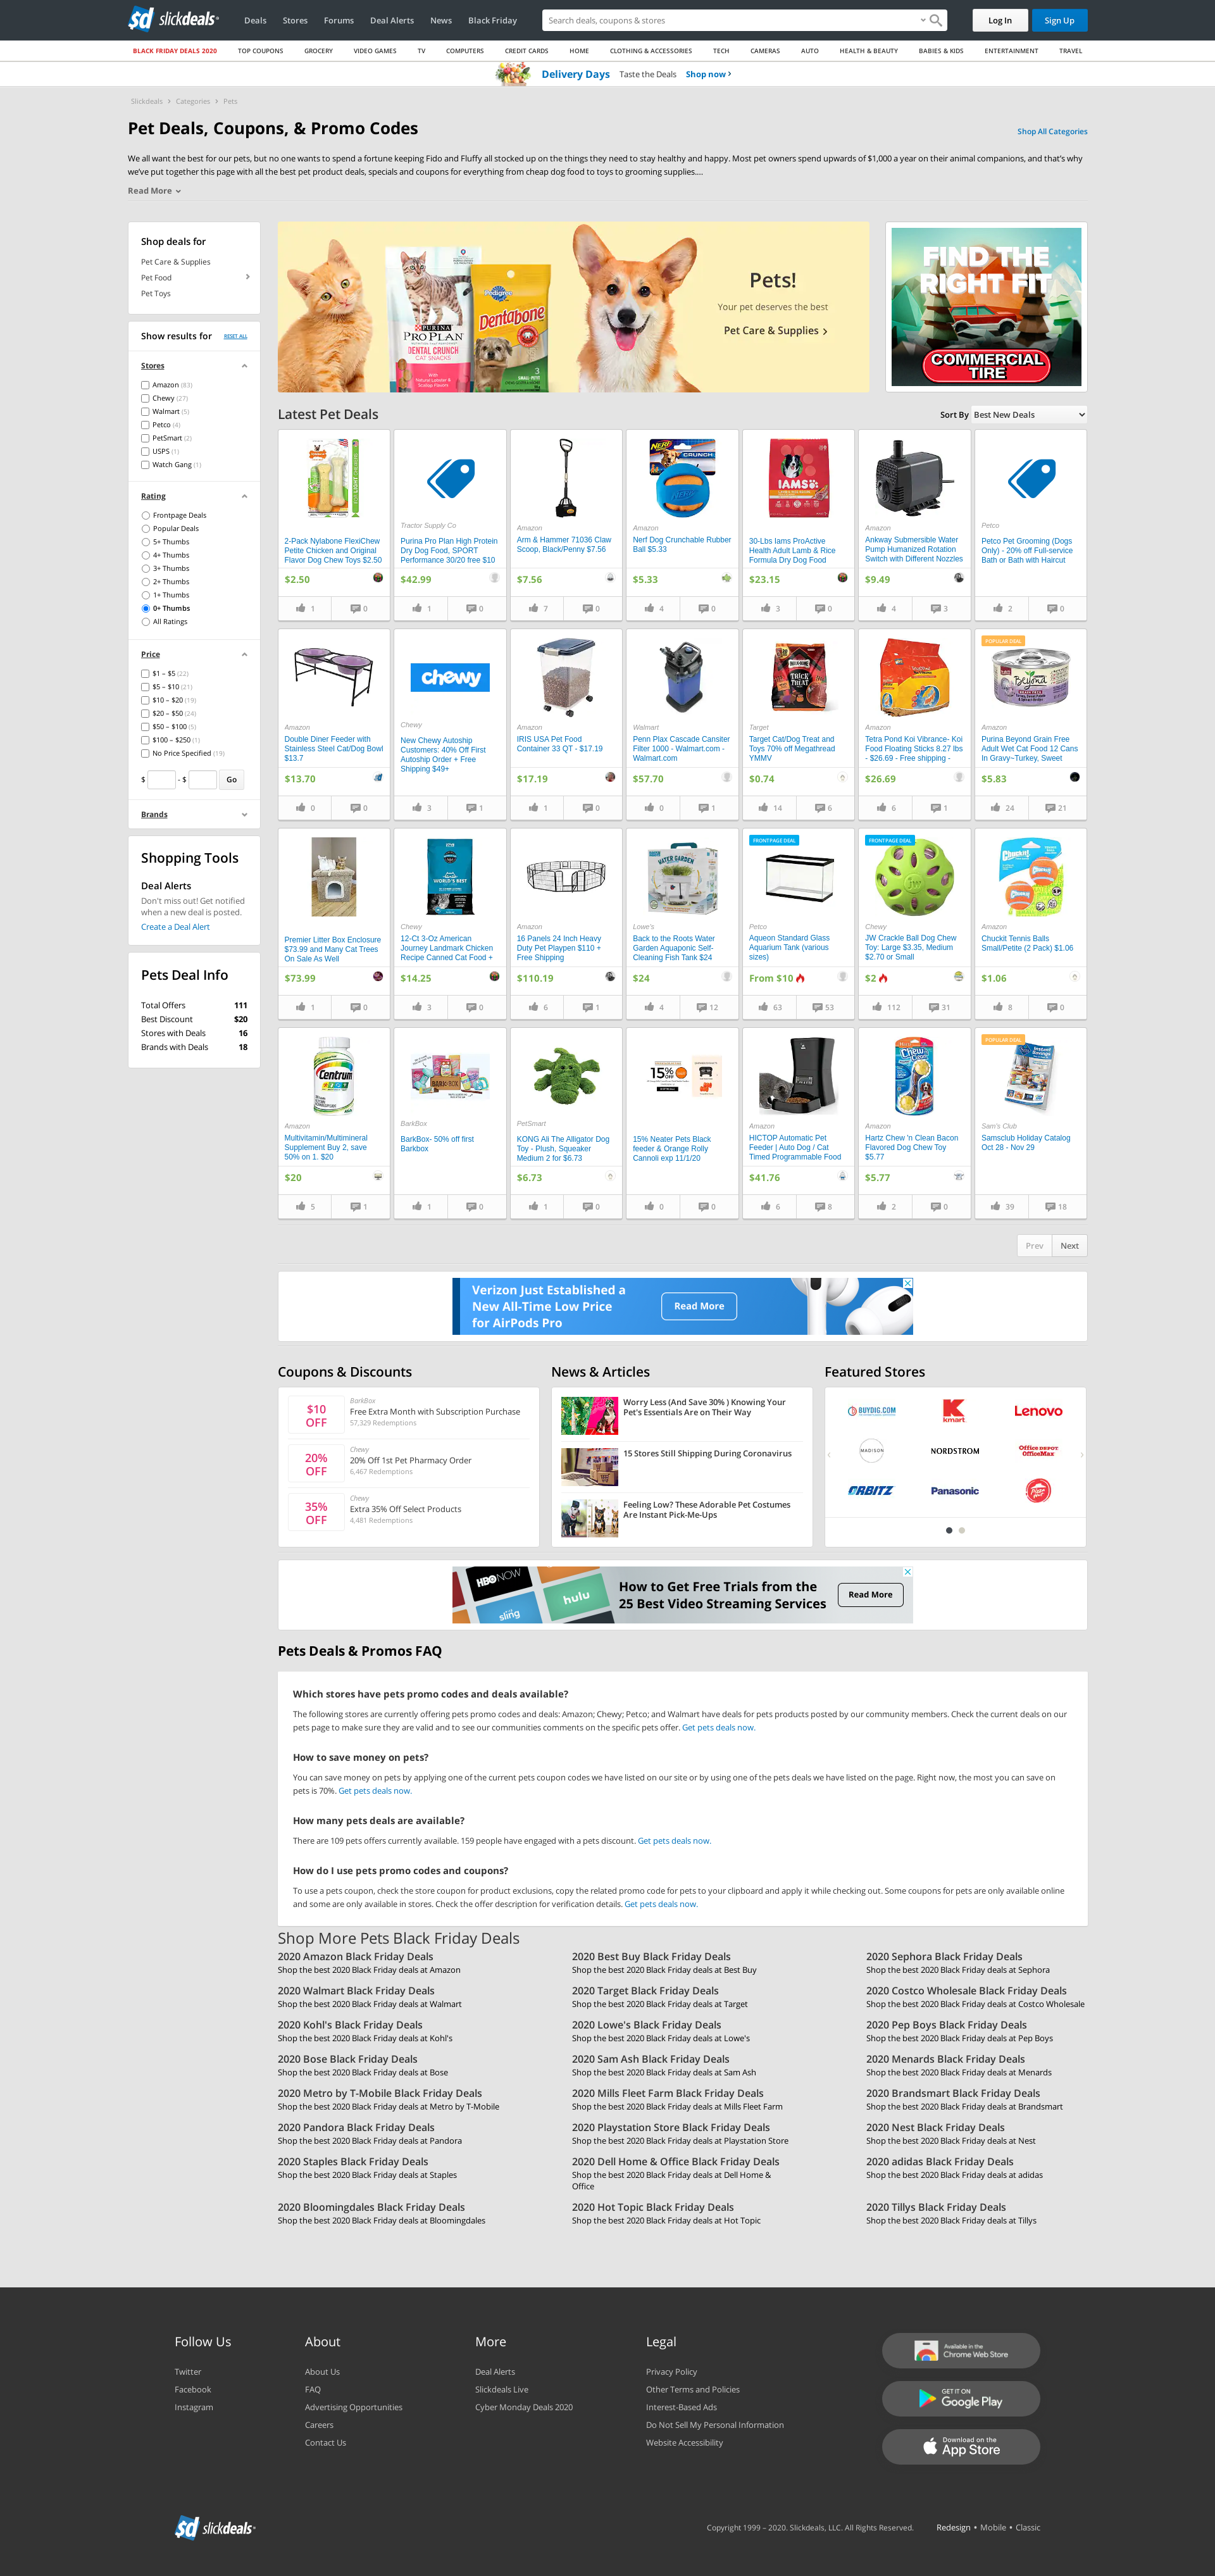 slickdeals
Deals Stores Forums Deal Alerts News Black Friday
Search deals, coupons & stores
Log In Sign Up
BLACK FRIDAY DEALS 2020 TOP COUPONS GROCERY VIDEO GAMES TV COMPUTERS CREDIT CARDS HOME CLOTHING & ACCESSORIES TECH CAMERAS AUTO HEALTH & BEAUTY BABIES & KIDS ENTERTAINMENT TRAVEL
Delivery Days Taste the Deals Shop now
Slickdeals Categories Pets
Pet Deals, Coupons, & Promo Codes
Shop All Categories
We all want the best for our pets, but no one wants to spend a fortune keeping Fido and Fluffy all stocked up on the things they need to stay healthy and happy. Most pet owners spend upwards of $1,000 a year on their animal companions, and that's why
we've put together this page with all the best pet product deals, specials and coupons for everything from cheap dog food to toys to grooming supplies....
Read More
Shop deals for
Pet Care & Supplies
Pet Food
Pet Toys
Show results for RESET ALL
Stores
Amazon (83)
Chewy (27)
Walmart (5)
Petco (4)
PetSmart (2)
USPS (1)
Watch Gang (1)
Rating
Frontpage Deals
Popular Deals
5+ Thumbs
4+ Thumbs
3+ Thumbs
2+ Thumbs
1+ Thumbs
0+ Thumbs
All Ratings
Price
$1 – $5 (22)
$5 – $10 (21)
$10 – $20 (19)
$20 – $50 (24)
$50 – $100 (5)
$100 – $250 (1)
No Price Specified (19)
$ - $ Go
Brands
Shopping Tools
Deal Alerts
Don't miss out! Get notified
when a new deal is posted.
Create a Deal Alert
Pets Deal Info
Total Offers 111
Best Discount $20
Stores with Deals 16
Brands with Deals 18
PURINA
PRO PLAN
DENTAL CRUNCH
CAT SNACKS
Pedigree
Dentabone
Pets!
Your pet deserves the best
Pet Care & Supplies
FIND THE
RIGHT FIT
COMMERCIAL
TIRE
Latest Pet Deals
Sort By Best New Deals
2-Pack Nylabone FlexiChew
Petite Chicken and Original
Flavor Dog Chew Toys $2.50
$2.50
1 0
Tractor Supply Co
Purina Pro Plan High Protein
Dry Dog Food, SPORT
Performance 30/20 free $10
$42.99
1 0
Amazon
Arm & Hammer 71036 Claw
Scoop, Black/Penny $7.56
$7.56
7 0
NERF
CRUNCH
Amazon
Nerf Dog Crunchable Rubber
Ball $5.33
$5.33
4 0
IAMS
30-Lbs Iams ProActive
Health Adult Lamb & Rice
Formula Dry Dog Food
$23.15
3 0
Amazon
Ankway Submersible Water
Pump Humanized Rotation
Switch with Different Nozzles
$9.49
4 3
Petco
Petco Pet Grooming (Dogs
Only) - 20% off Full-service
Bath or Bath with Haircut
2 0
Amazon
Double Diner Feeder with
Stainless Steel Cat/Dog Bowl
$13.7
$13.70
0 0
chewy
Chewy
New Chewy Autoship
Customers: 40% Off First
Autoship Order + Free
Shipping $49+
3 1
Amazon
IRIS USA Pet Food
Container 33 QT - $17.19
$17.19
1 0
Walmart
Penn Plax Cascade Cansiter
Filter 1000 - Walmart.com -
Walmart.com
$57.70
0 1
TRICK
TREAT
Target
Target Cat/Dog Treat and
Toys 70% off Megathread
YMMV
$0.74
14 6
Amazon
Tetra Pond Koi Vibrance- Koi
Food Floating Sticks 8.27 lbs
- $26.69 - Free shipping -
$26.69
6 1
POPULAR DEAL
Beyond
Amazon
Purina Beyond Grain Free
Adult Wet Cat Food 12 Cans
In Gravy~Turkey, Sweet
$5.83
24 21
Premier Litter Box Enclosure
$73.99 and Many Cat Trees
On Sale As Well
$73.99
1 0
WORLD'S BEST
Chewy
12-Ct 3-Oz American
Journey Landmark Chicken
Recipe Canned Cat Food +
$14.25
3 0
Amazon
16 Panels 24 Inch Heavy
Duty Pet Playpen $110 +
Free Shipping
$110.19
6 1
WATER GARDEN
Lowe's
Back to the Roots Water
Garden Aquaponic Self-
Cleaning Fish Tank $24
$24
4 12
FRONTPAGE DEAL
Petco
Aqueon Standard Glass
Aquarium Tank (various
sizes)
From $10
63 53
FRONTPAGE DEAL
Chewy
JW Crackle Ball Dog Chew
Toy: Large $3.35, Medium
$2.70 or Small
$2
112 31
Chuckit!
Amazon
Chuckit Tennis Balls
Small/Petite (2 Pack) $1.06
$1.06
8 0
Centrum
Amazon
Multivitamin/Multimineral
Supplement Buy 2, save
50% on 1. $20
$20
5 1
BARK BOX
BarkBox
BarkBox- 50% off first
Barkbox
1 0
PetSmart
KONG Ali The Alligator Dog
Toy - Plush, Squeaker
Medium 2 for $6.73
$6.73
1 0
15% OFF
15% Neater Pets Black
feeder & Orange Rolly
Cannoli exp 11/1/20
0 0
Amazon
HICTOP Automatic Pet
Feeder | Auto Dog / Cat
Timed Programmable Food
$41.76
6 8
Chew
Clean
Amazon
Hartz Chew 'n Clean Bacon
Flavored Dog Chew Toy
$5.77
$5.77
2 0
POPULAR DEAL
Sam's Club
Samsclub Holiday Catalog
Oct 28 - Nov 29
39 18
Prev Next
Verizon Just Established a
New All-Time Low Price
for AirPods Pro
Read More
Coupons & Discounts
$10
OFF
BarkBox
Free Extra Month with Subscription Purchase
57,329 Redemptions
20%
OFF
Chewy
20% Off 1st Pet Pharmacy Order
6,467 Redemptions
35%
OFF
Chewy
Extra 35% Off Select Products
4,481 Redemptions
News & Articles
Worry Less (And Save 30% ) Knowing Your
Pet's Essentials Are on Their Way
15 Stores Still Shipping During Coronavirus
Feeling Low? These Adorable Pet Costumes
Are Instant Pick-Me-Ups
Featured Stores
BUYDIG.COM
kmart
Lenovo
MADISON
NORDSTROM
Office DEPOT
OfficeMax
ORBITZ
Panasonic
Pizza Hut
HBO NOW
sling
hulu
How to Get Free Trials from the
25 Best Video Streaming Services
Read More
Pets Deals & Promos FAQ
Which stores have pets promo codes and deals available?
The following stores are currently offering pets promo codes and deals: Amazon; Chewy; Petco; and Walmart have deals for pets products posted by our community members. Check the current deals on our
pets page to make sure they are valid and to see our communities comments on the specific pets offer. Get pets deals now.
How to save money on pets?
You can save money on pets by applying one of the current pets coupon codes we have listed on our site or by using one of the pets deals we have listed on the page. Right now, the most you can save on
pets is 70%. Get pets deals now.
How many pets deals are available?
There are 109 pets offers currently available. 159 people have engaged with a pets discount. Get pets deals now.
How do I use pets promo codes and coupons?
To use a pets coupon, check the store coupon for product exclusions, copy the related promo code for pets to your clipboard and apply it while checking out. Some coupons for pets are only available online
and some are only available in stores. Check the offer description for verification details. Get pets deals now.
Shop More Pets Black Friday Deals
2020 Amazon Black Friday Deals
Shop the best 2020 Black Friday deals at Amazon
2020 Best Buy Black Friday Deals
Shop the best 2020 Black Friday deals at Best Buy
2020 Sephora Black Friday Deals
Shop the best 2020 Black Friday deals at Sephora
2020 Walmart Black Friday Deals
Shop the best 2020 Black Friday deals at Walmart
2020 Target Black Friday Deals
Shop the best 2020 Black Friday deals at Target
2020 Costco Wholesale Black Friday Deals
Shop the best 2020 Black Friday deals at Costco Wholesale
2020 Kohl's Black Friday Deals
Shop the best 2020 Black Friday deals at Kohl's
2020 Lowe's Black Friday Deals
Shop the best 2020 Black Friday deals at Lowe's
2020 Pep Boys Black Friday Deals
Shop the best 2020 Black Friday deals at Pep Boys
2020 Bose Black Friday Deals
Shop the best 2020 Black Friday deals at Bose
2020 Sam Ash Black Friday Deals
Shop the best 2020 Black Friday deals at Sam Ash
2020 Menards Black Friday Deals
Shop the best 2020 Black Friday deals at Menards
2020 Metro by T-Mobile Black Friday Deals
Shop the best 2020 Black Friday deals at Metro by T-Mobile
2020 Mills Fleet Farm Black Friday Deals
Shop the best 2020 Black Friday deals at Mills Fleet Farm
2020 Brandsmart Black Friday Deals
Shop the best 2020 Black Friday deals at Brandsmart
2020 Pandora Black Friday Deals
Shop the best 2020 Black Friday deals at Pandora
2020 Playstation Store Black Friday Deals
Shop the best 2020 Black Friday deals at Playstation Store
2020 Nest Black Friday Deals
Shop the best 2020 Black Friday deals at Nest
2020 Staples Black Friday Deals
Shop the best 2020 Black Friday deals at Staples
2020 Dell Home & Office Black Friday Deals
Shop the best 2020 Black Friday deals at Dell Home &
Office
2020 adidas Black Friday Deals
Shop the best 2020 Black Friday deals at adidas
2020 Bloomingdales Black Friday Deals
Shop the best 2020 Black Friday deals at Bloomingdales
2020 Hot Topic Black Friday Deals
Shop the best 2020 Black Friday deals at Hot Topic
2020 Tillys Black Friday Deals
Shop the best 2020 Black Friday deals at Tillys
Follow Us
Twitter
Facebook
Instagram
About
About Us
FAQ
Advertising Opportunities
Careers
Contact Us
More
Deal Alerts
Slickdeals Live
Cyber Monday Deals 2020
Legal
Privacy Policy
Other Terms and Policies
Interest-Based Ads
Do Not Sell My Personal Information
Website Accessibility
Available in the
Chrome Web Store
GET IT ON
Google Play
Download on the
App Store
slickdeals
Copyright 1999 – 2020. Slickdeals, LLC. All Rights Reserved.
Redesign • Mobile • Classic